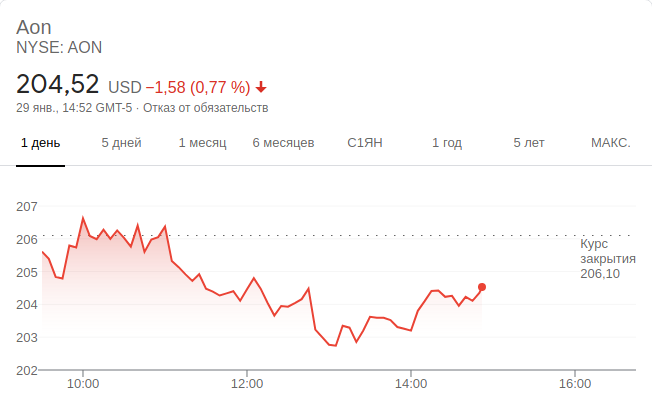 Aon
NYSE: AON
204,52 USD −1,58 (0,77 %)
29 янв., 14:52 GMT-5 · Отказ от обязательств
1 день 5 дней 1 месяц 6 месяцев С1ЯН 1 год 5 лет МАКС.
207
206
Курс
закрытия
206,10
205
204
203
202
10:00 12:00 14:00 16:00